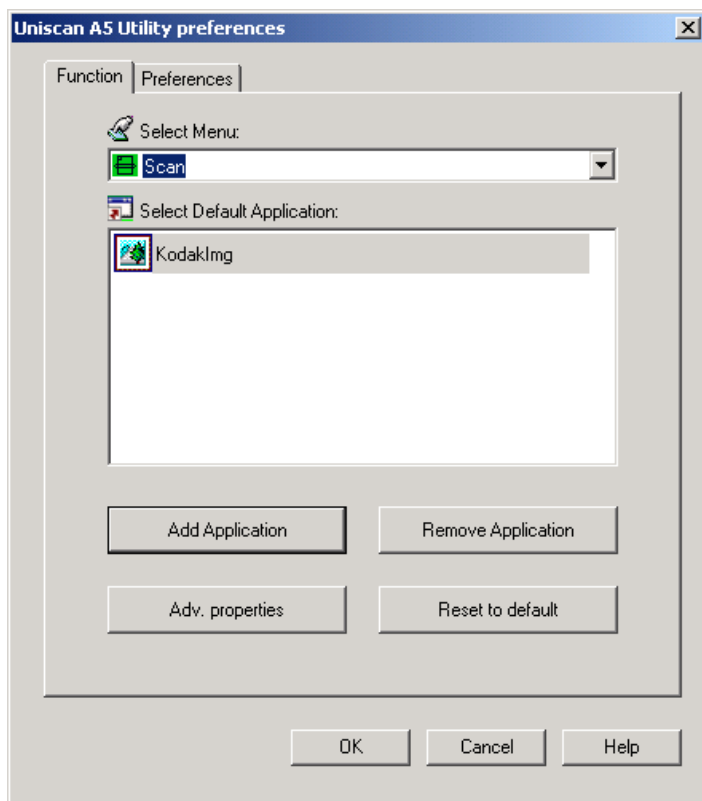 Uniscan A5 Utility preferences
Function Preferences
Select Menu:
Scan
Select Default Application:
KodakImg
Add Application Remove Application
Adv. properties Reset to default
OK Cancel Help